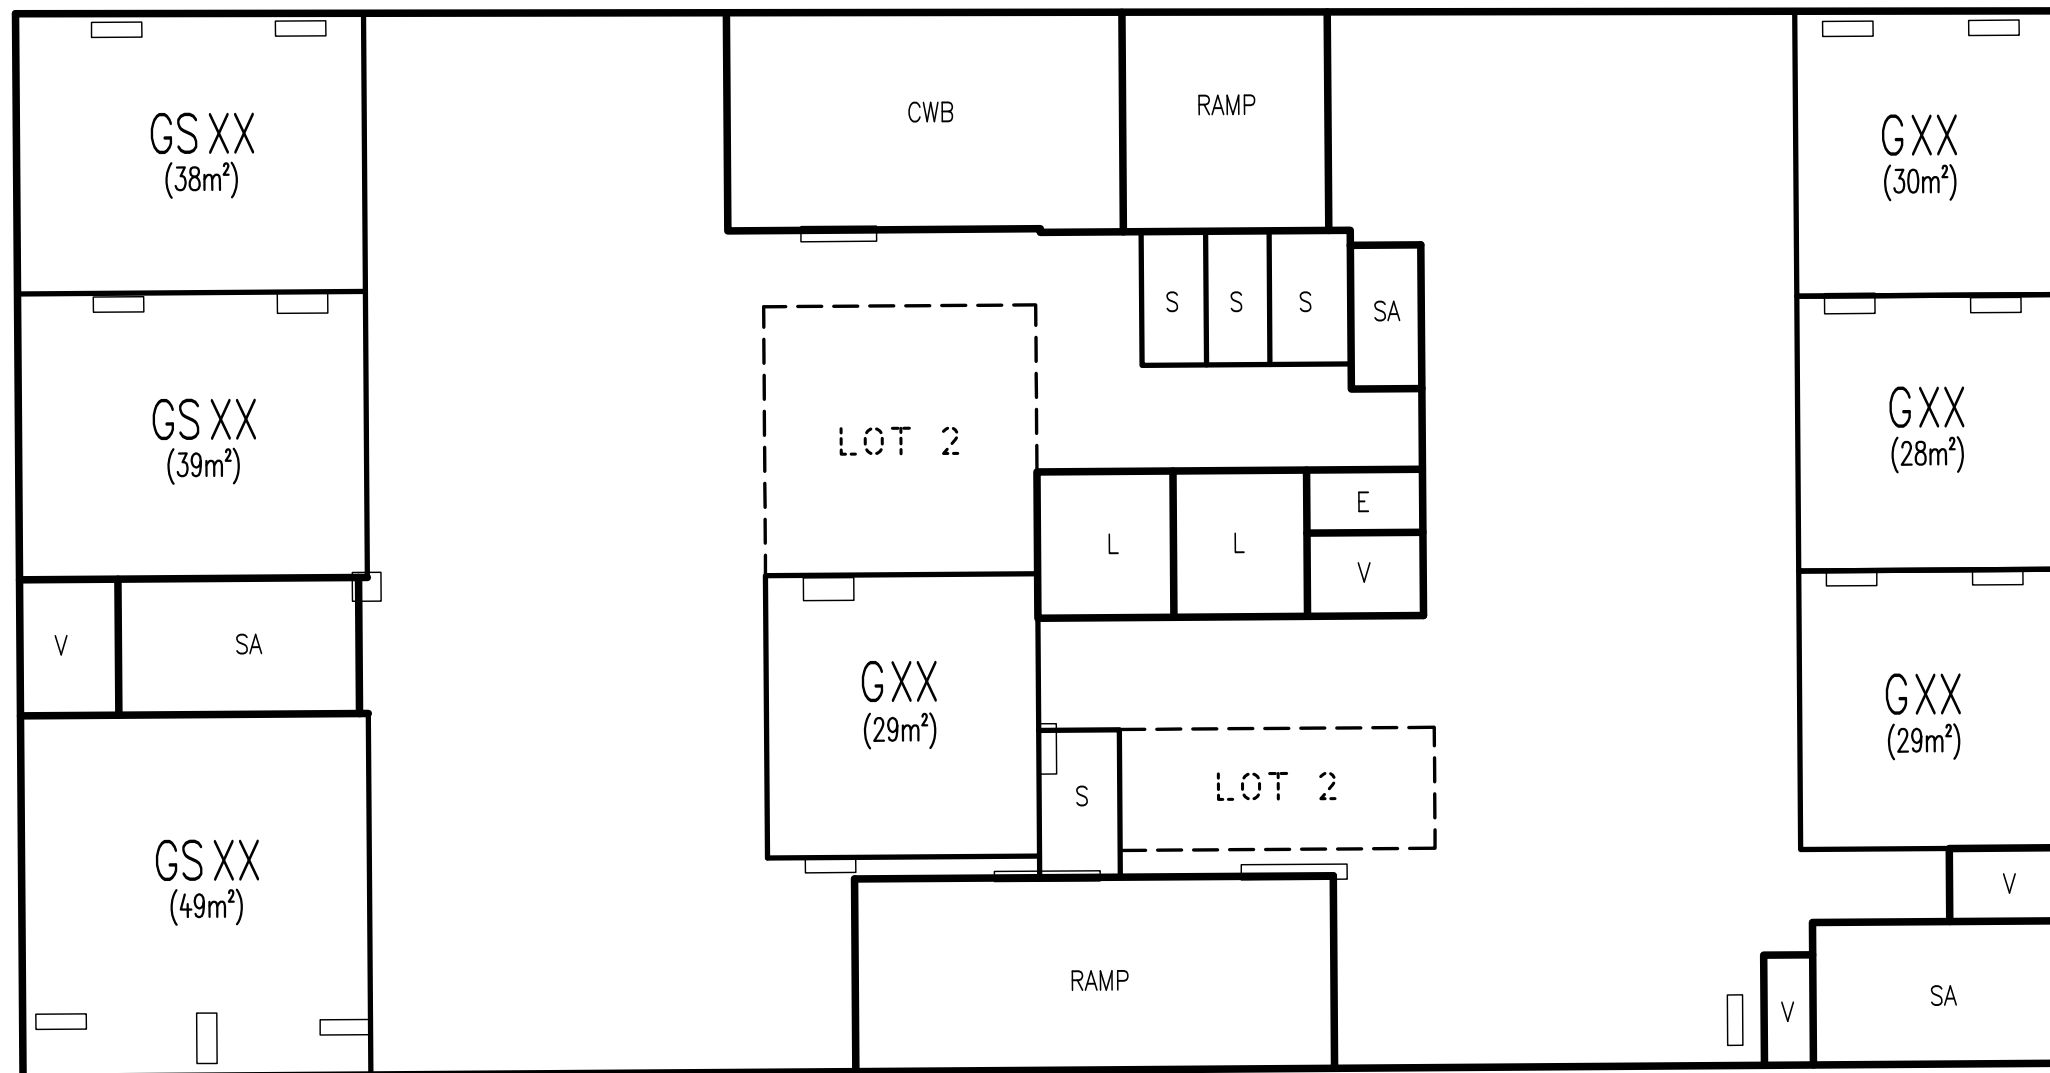 GS XX
(38m²)
CWB
RAMP
GXX
(30m²)
S
S
S
SA
GS XX
(39m²)
LOT 2
GXX
(28m²)
E
L
L
V
V
SA
GXX
(29m²)
GXX
(29m²)
S
LOT 2
GS XX
(49m²)
V
RAMP
V
SA